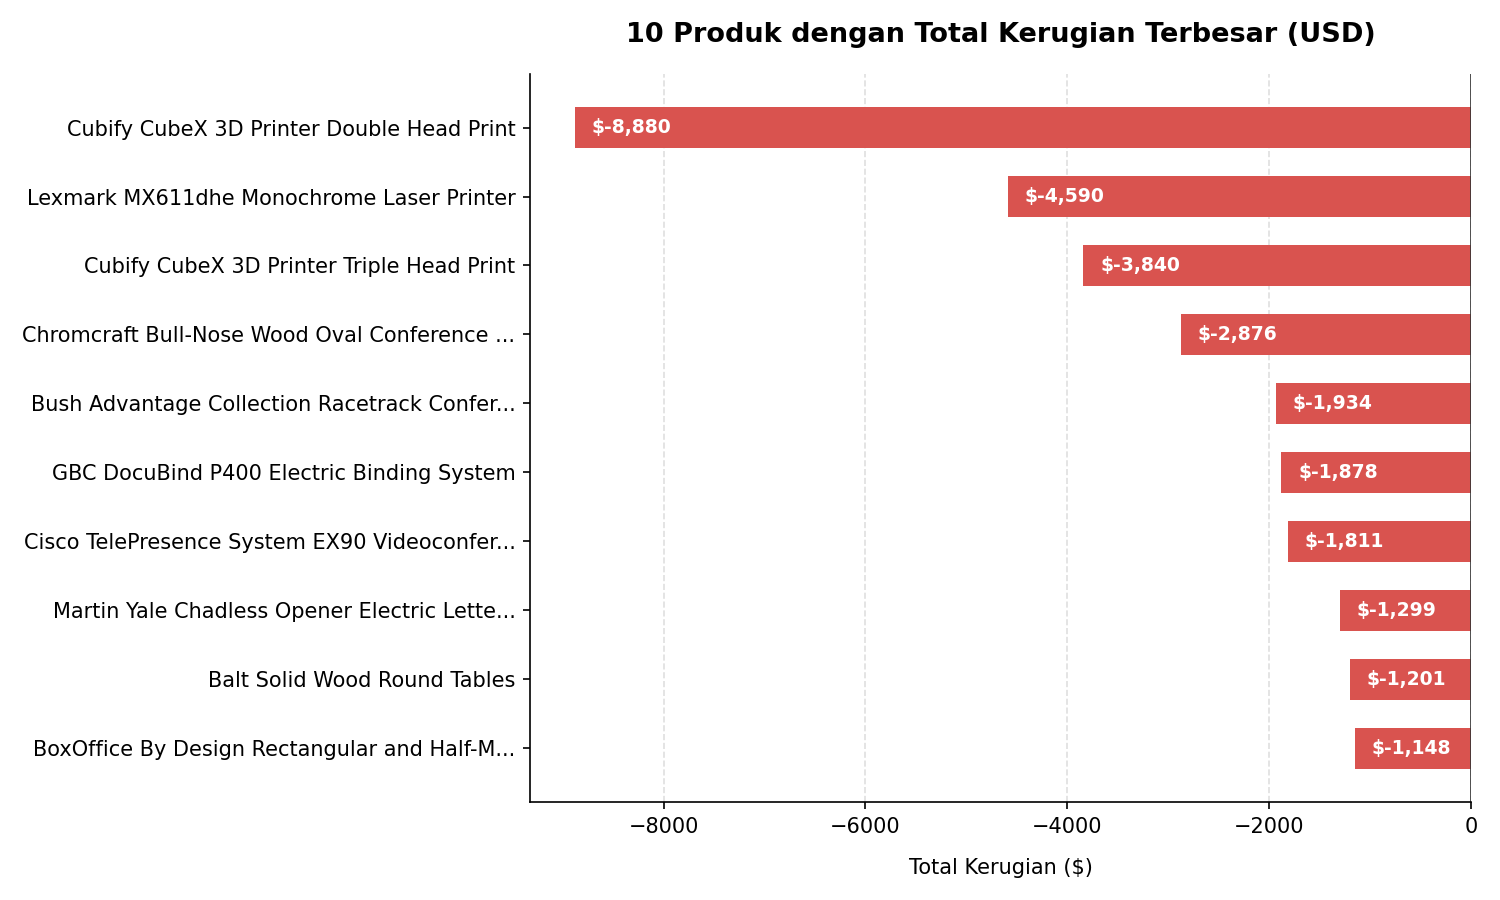 10 Produk dengan Total Kerugian Terbesar (USD)
Cubify CubeX 3D Printer Double Head Print
$-8,880
Lexmark MX611dhe Monochrome Laser Printer
$-4,590
Cubify CubeX 3D Printer Triple Head Print
$-3,840
Chromcraft Bull-Nose Wood Oval Conference ...
$-2,876
Bush Advantage Collection Racetrack Confer...
$-1,934
GBC DocuBind P400 Electric Binding System
$-1,878
Cisco TelePresence System EX90 Videoconfer...
$-1,811
Martin Yale Chadless Opener Electric Lette...
$-1,299
Balt Solid Wood Round Tables
$-1,201
BoxOffice By Design Rectangular and Half-M...
$-1,148
−8000 −6000 −4000 −2000 0
Total Kerugian ($)